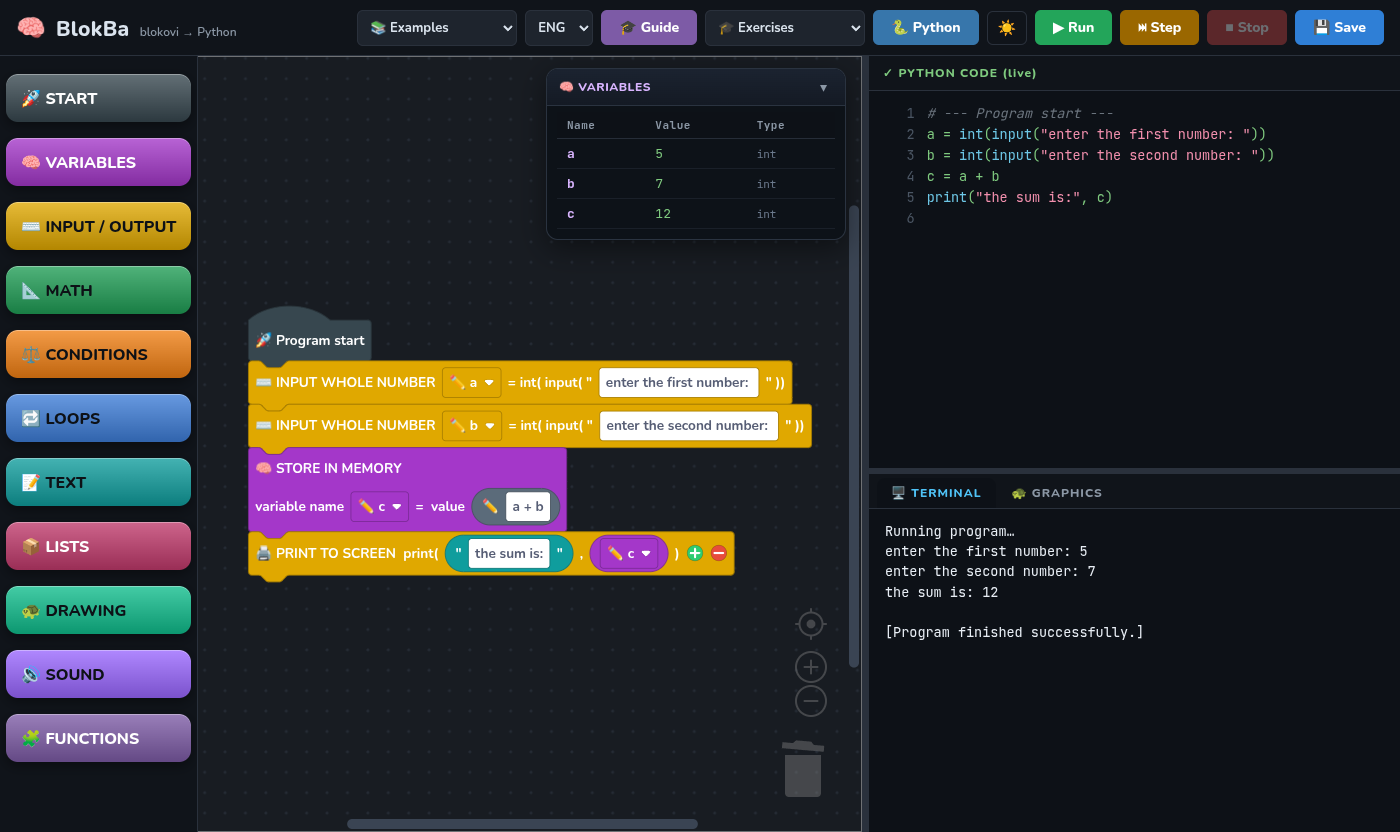 🧠 BlokBa blokovi → Python
📚 Examples ENG 🎓 Guide 🎓 Exercises 🐍 Python ☀️ ▶ Run ⏭ Step ■ Stop 💾 Save
🚀 START
🧠 VARIABLES
⌨️ INPUT / OUTPUT
📐 MATH
⚖️ CONDITIONS
🔁 LOOPS
📝 TEXT
📦 LISTS
🐢 DRAWING
🔊 SOUND
🧩 FUNCTIONS
🧠 VARIABLES ▼
Name Value Type
a 5 int
b 7 int
c 12 int
🚀 Program start
⌨️ INPUT WHOLE NUMBER ✏️ a = int( input( " enter the first number: " ))
⌨️ INPUT WHOLE NUMBER ✏️ b = int( input( " enter the second number: " ))
🧠 STORE IN MEMORY
variable name ✏️ c = value ✏️ a + b
🖨️ PRINT TO SCREEN print( " the sum is: " , ✏️ c )
✓ PYTHON CODE (live)
1 # --- Program start ---
2 a = int(input("enter the first number: "))
3 b = int(input("enter the second number: "))
4 c = a + b
5 print("the sum is:", c)
6
🖥️ TERMINAL 🐢 GRAPHICS
Running program…
enter the first number: 5
enter the second number: 7
the sum is: 12
[Program finished successfully.]